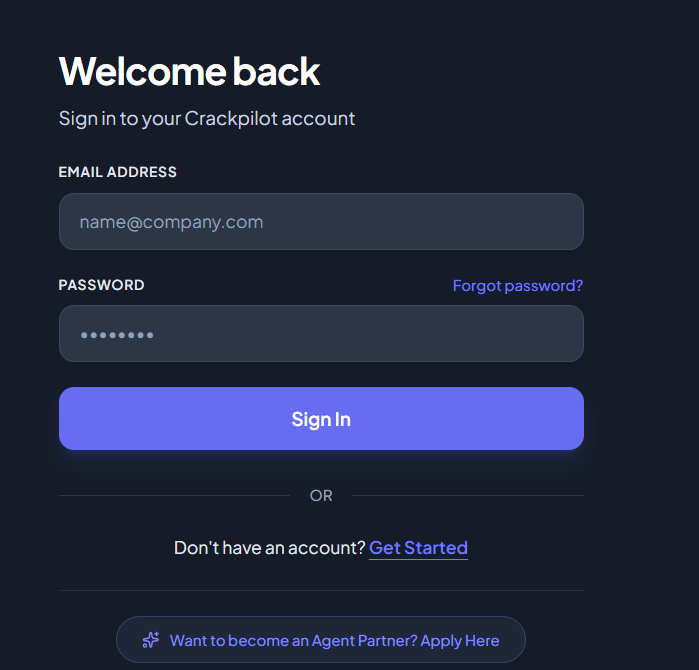 Welcome back
Sign in to your Crackpilot account
EMAIL ADDRESS
name@company.com
PASSWORD
Forgot password?
Sign In
OR
Don't have an account? Get Started
Want to become an Agent Partner? Apply Here